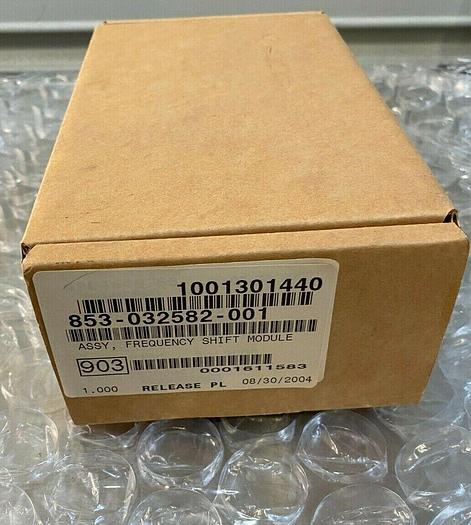 1001301440
853-032582-001
ASSY, FREQUENCY SHIFT MODULE
903 0001611583
1.000 RELEASE PL 08/30/2004